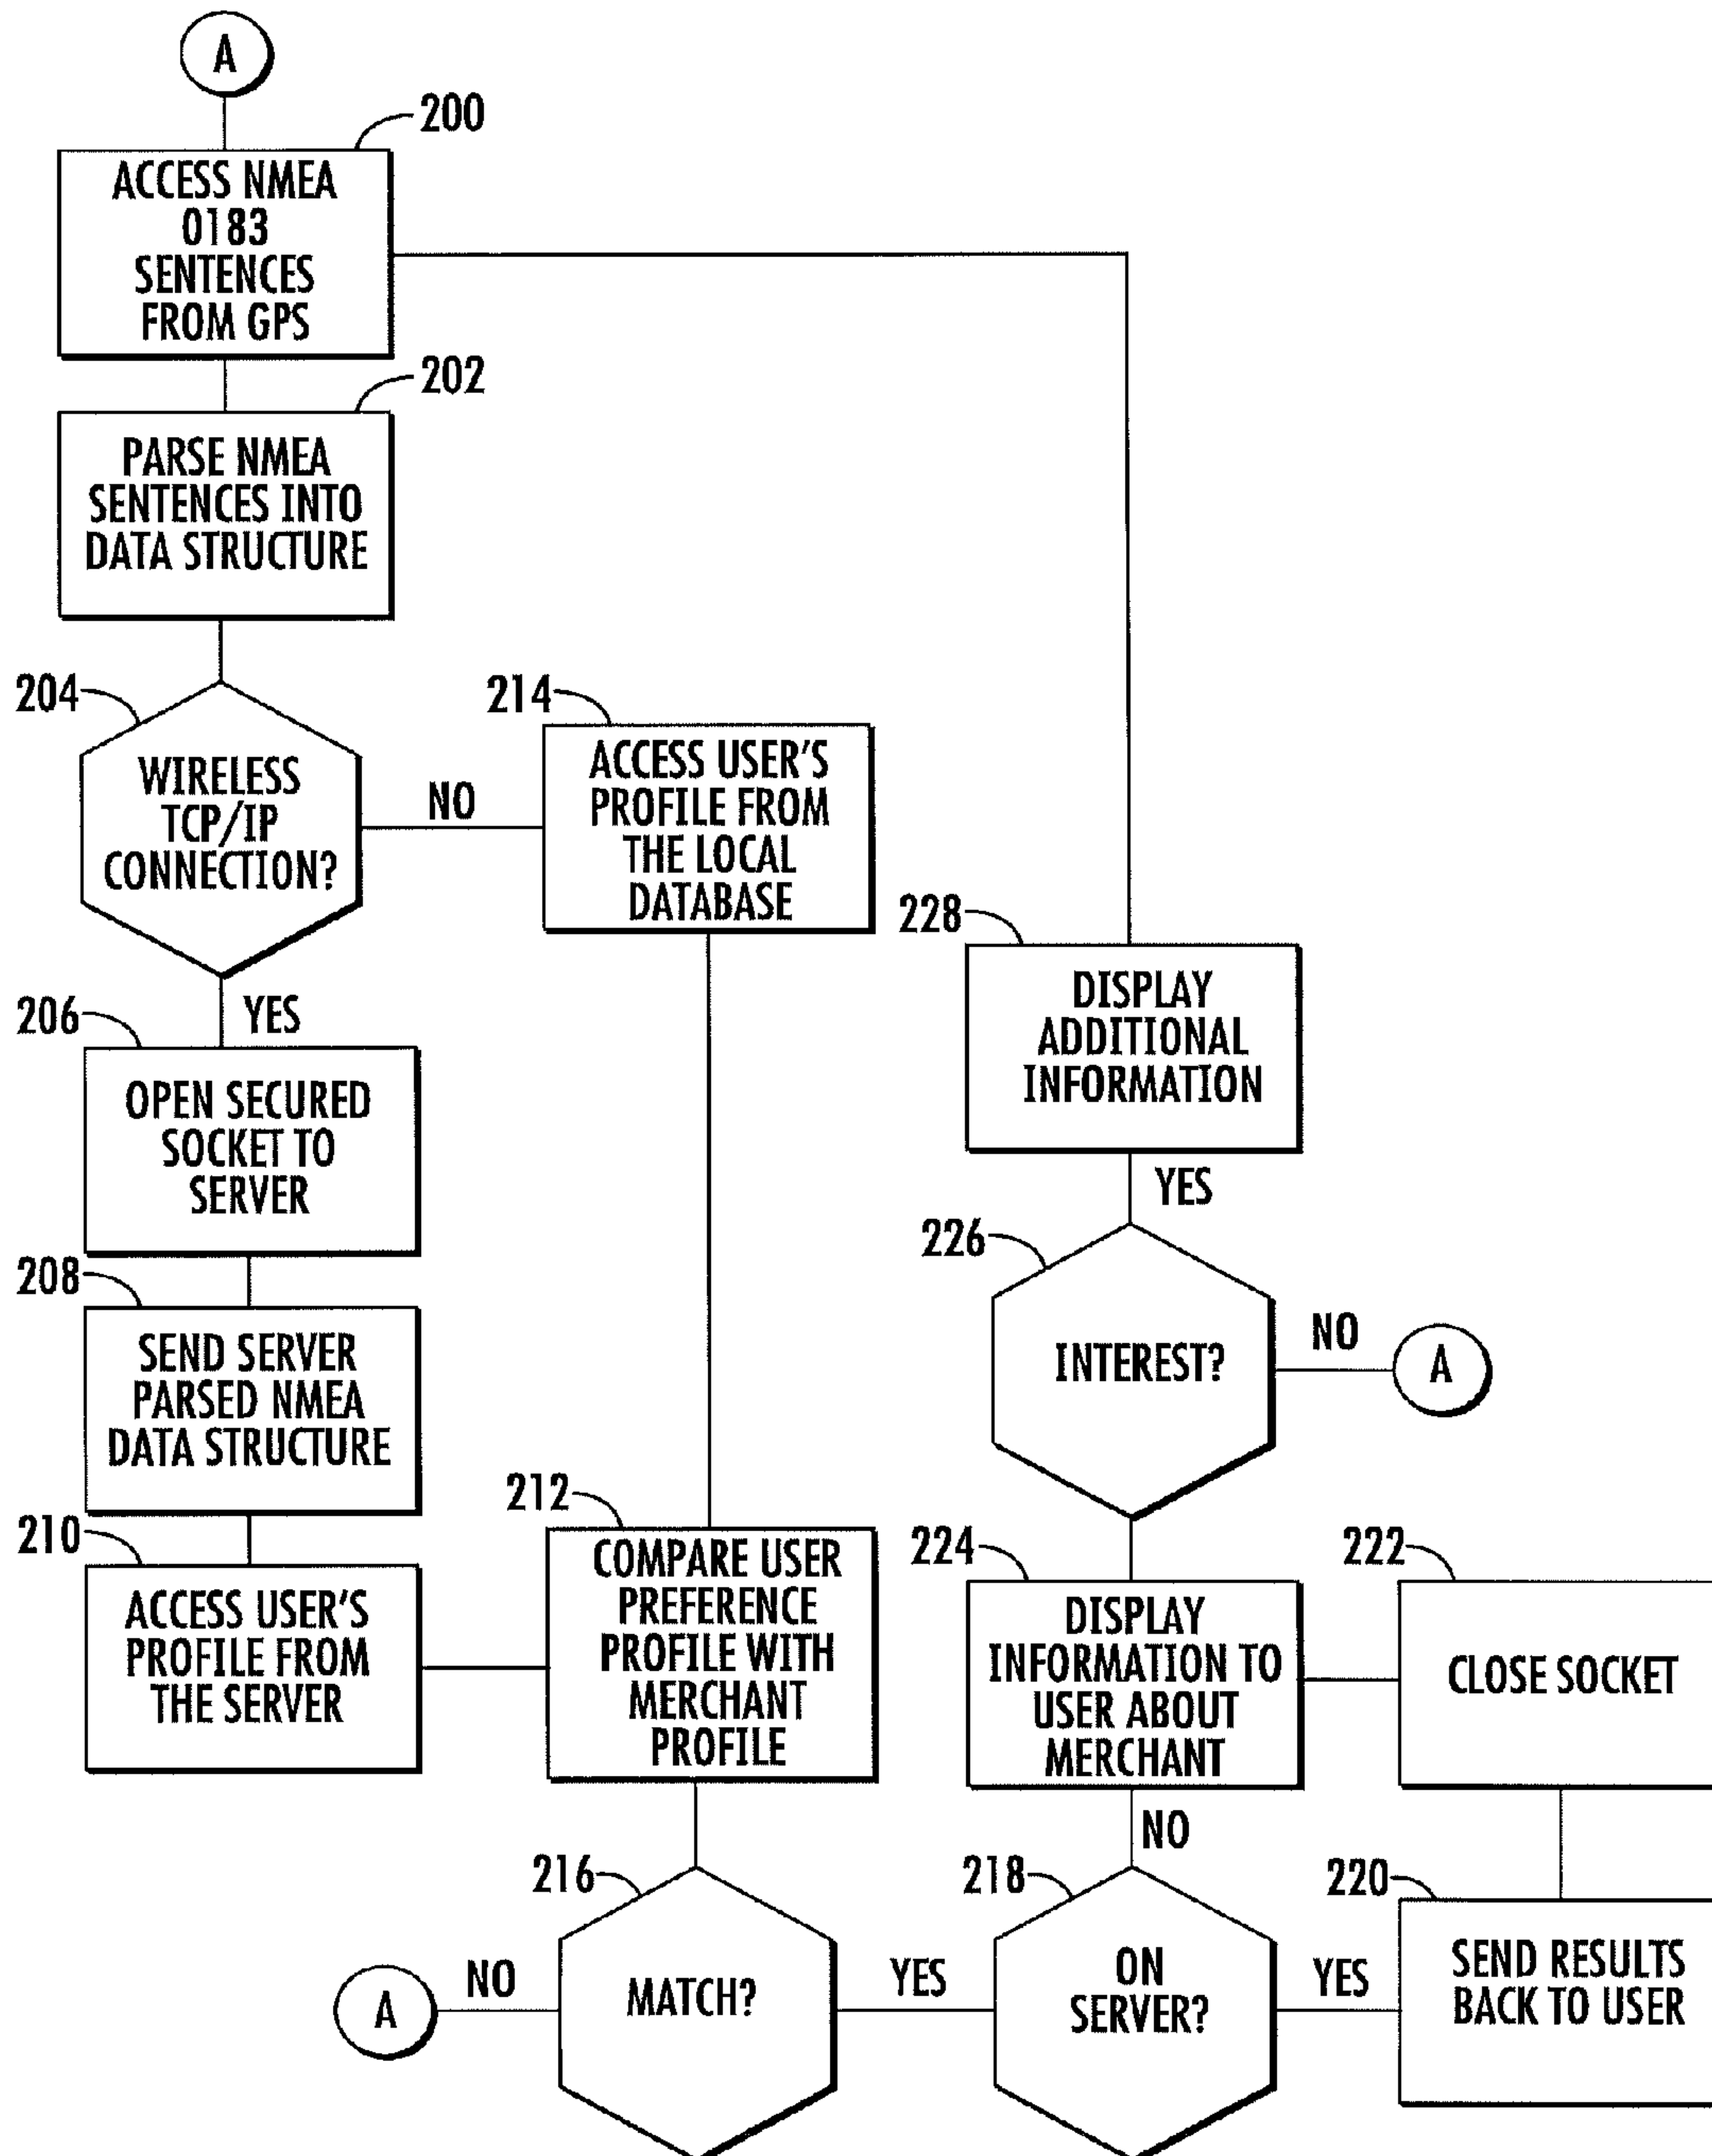 A
200
ACCESS NMEA
0183
SENTENCES
FROM GPS
202
PARSE NMEA
SENTENCES INTO
DATA STRUCTURE
204
WIRELESS
TCP/IP
CONNECTION?
NO
214
ACCESS USER'S
PROFILE FROM
THE LOCAL
DATABASE
YES
206
OPEN SECURED
SOCKET TO
SERVER
208
SEND SERVER
PARSED NMEA
DATA STRUCTURE
210
ACCESS USER'S
PROFILE FROM
THE SERVER
212
COMPARE USER
PREFERENCE
PROFILE WITH
MERCHANT
PROFILE
216
MATCH?
NO
A
YES
218
ON
SERVER?
YES
220
SEND RESULTS
BACK TO USER
222
CLOSE SOCKET
NO
224
DISPLAY
INFORMATION TO
USER ABOUT
MERCHANT
226
INTEREST?
NO
A
YES
228
DISPLAY
ADDITIONAL
INFORMATION